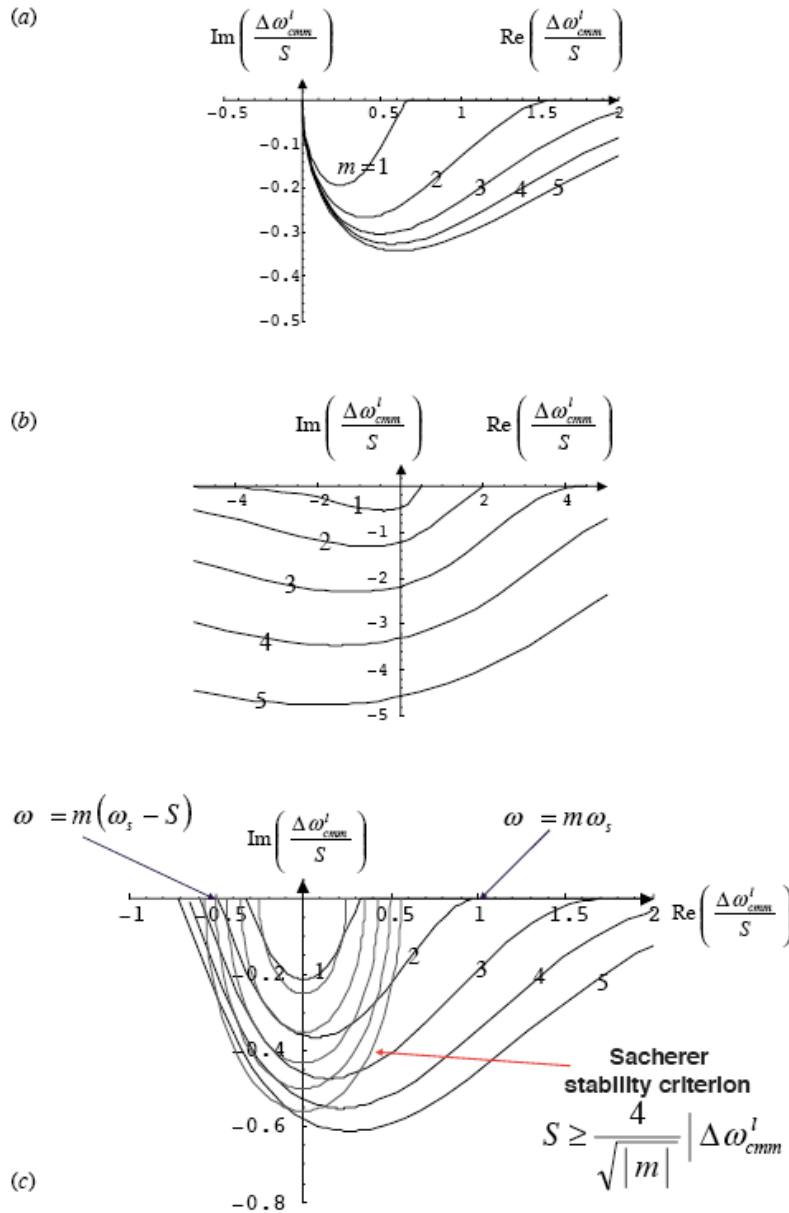 (a)
Im ( Δω^l_cmm / S ) Re ( Δω^l_cmm / S )
-0.5 0.5 1 1.5 2
-0.1
m=1
-0.2 2 3 4 5
-0.3
-0.4
-0.5
(b)
Im ( Δω^l_cmm / S ) Re ( Δω^l_cmm / S )
-4 -2 2 4
1
-1
2
3 -2
-3
4
-4
5
-5
ω = m(ω_s − S) Im ( Δω^l_cmm / S ) ω = mω_s
-1 -0.5 0.5 1 1.5 2 Re ( Δω^l_cmm / S )
-0.2 1 2 3 4 5
-0.4
Sacherer
stability criterion
-0.6
S ≥ 4 / √|m| | Δω^l_cmm
(c)
-0.8